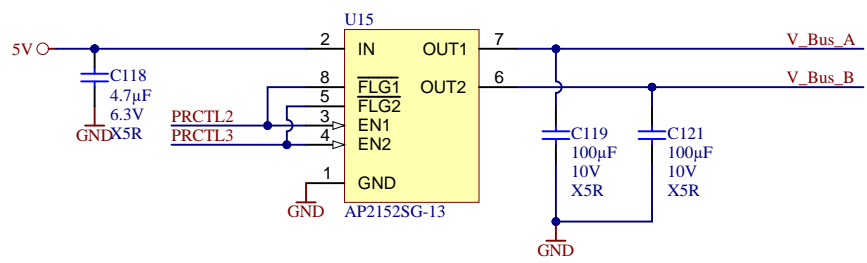 U15
5V
2
IN
OUT1
7
V_Bus_A
C118
4.7µF
6.3V
X5R
GND
8
FLG1
OUT2
6
V_Bus_B
5
FLG2
PRCTL2
3
EN1
PRCTL3
4
EN2
C119
100µF
10V
X5R
C121
100µF
10V
X5R
1
GND
GND
AP2152SG-13
GND